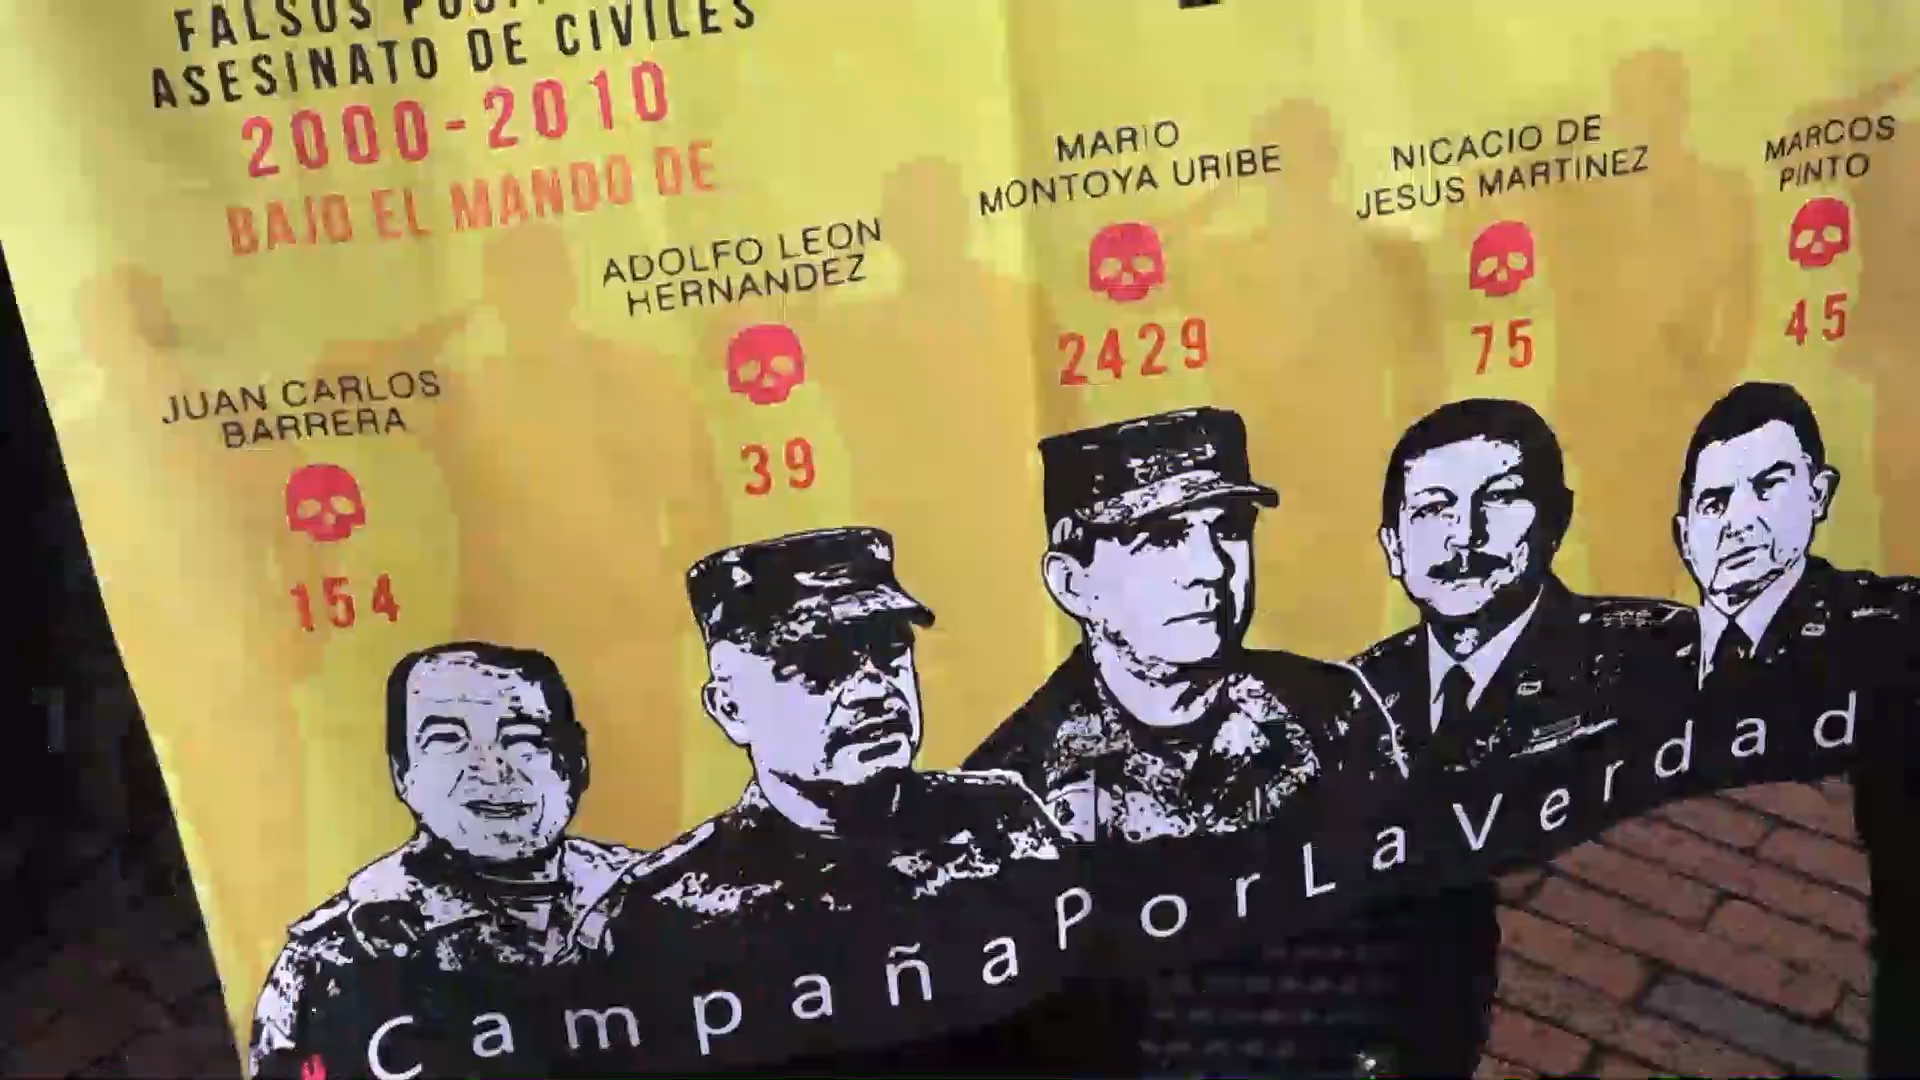 FALSOS
ASESINATO DE CIVILES
2000-2010
BAJO EL MANDO DE
JUAN CARLOS
BARRERA
154
ADOLFO LEON
HERNANDEZ
39
MARIO
MONTOYA URIBE
2429
NICACIO DE
JESUS MARTINEZ
75
MARCOS
PINTO
45
CampañaPorLaVerdad